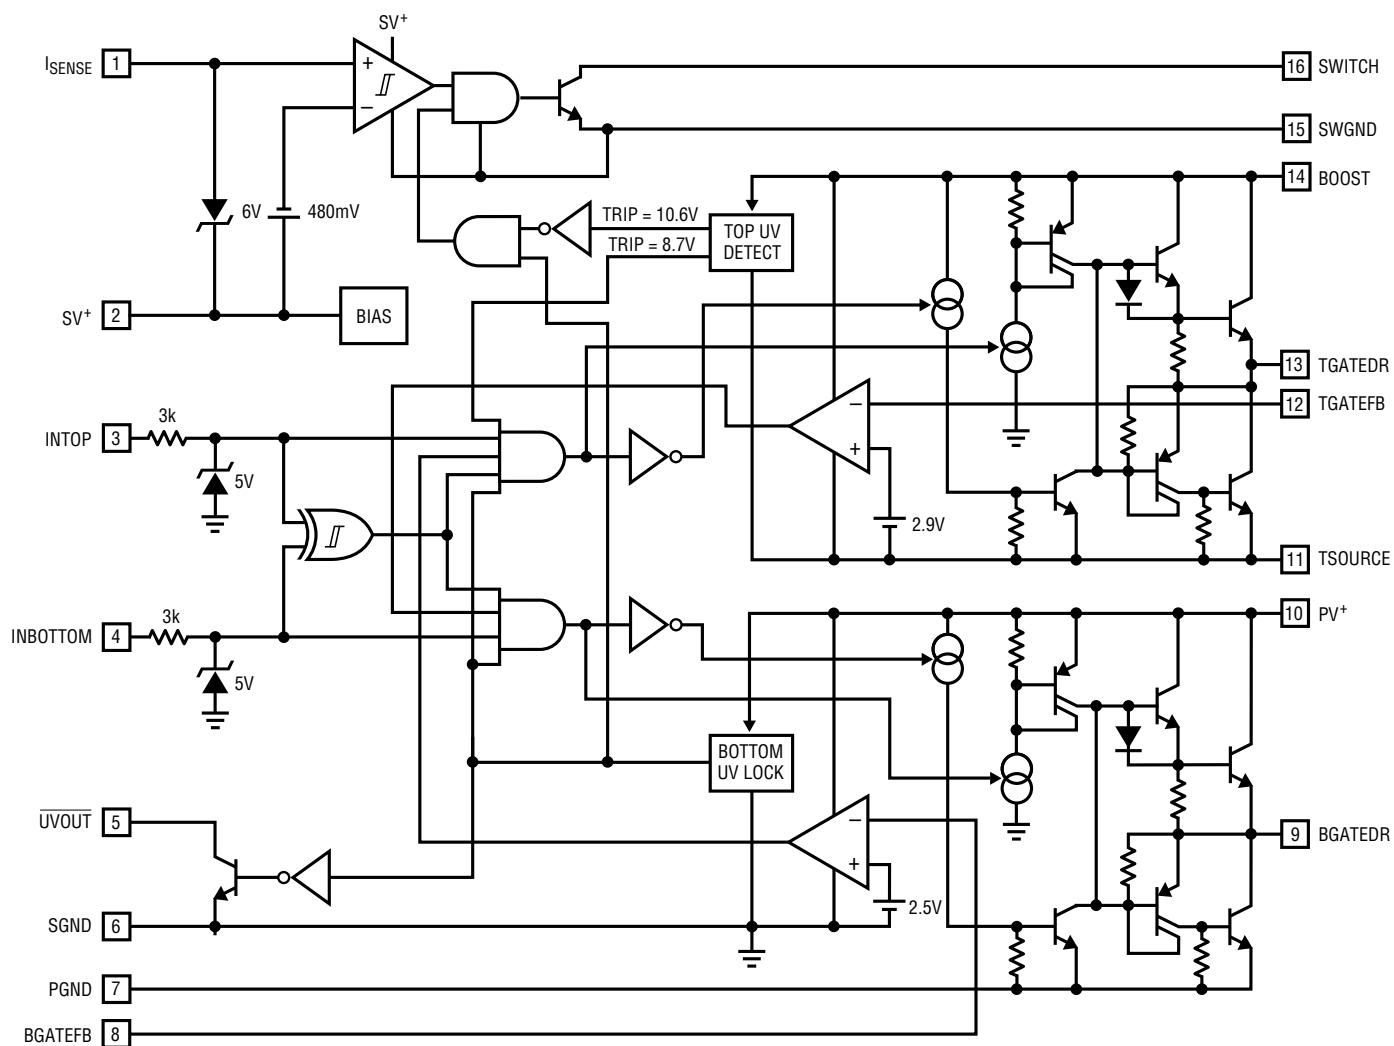 SV+
ISENSE 1
+
−
16 SWITCH
15 SWGND
14 BOOST
6V
480mV
TRIP = 10.6V
TRIP = 8.7V
TOP UV
DETECT
SV+ 2
BIAS
13 TGATEDR
12 TGATEFB
−
+
3k
INTOP 3
5V
2.9V
11 TSOURCE
10 PV+
3k
INBOTTOM 4
5V
BOTTOM
UV LOCK
UVOUT 5
−
+
9 BGATEDR
2.5V
SGND 6
PGND 7
BGATEFB 8